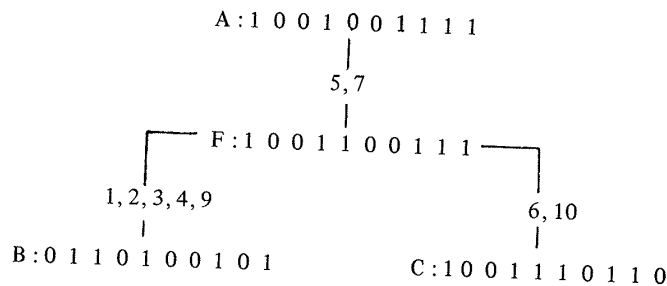 A : 1 0 0 1 0 0 1 1 1 1
5, 7
F : 1 0 0 1 1 0 0 1 1 1
1, 2, 3, 4, 9
6, 10
B : 0 1 1 0 1 0 0 1 0 1
C : 1 0 0 1 1 1 0 1 1 0